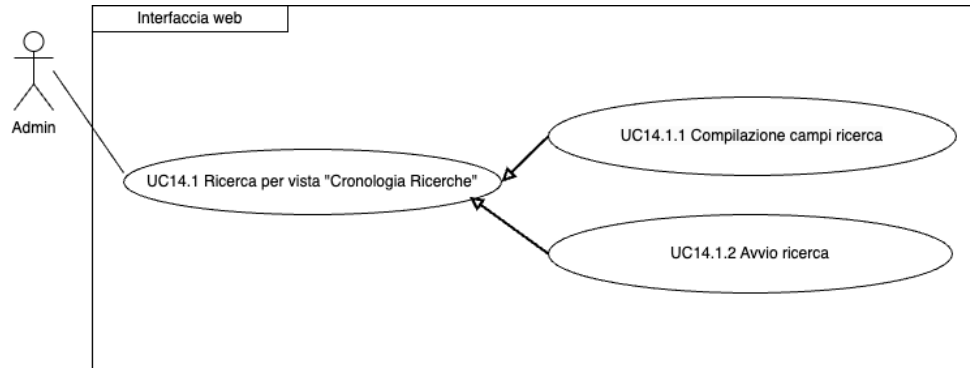 Interfaccia web
Admin
UC14.1.1 Compilazione campi ricerca
UC14.1 Ricerca per vista "Cronologia Ricerche"
UC14.1.2 Avvio ricerca